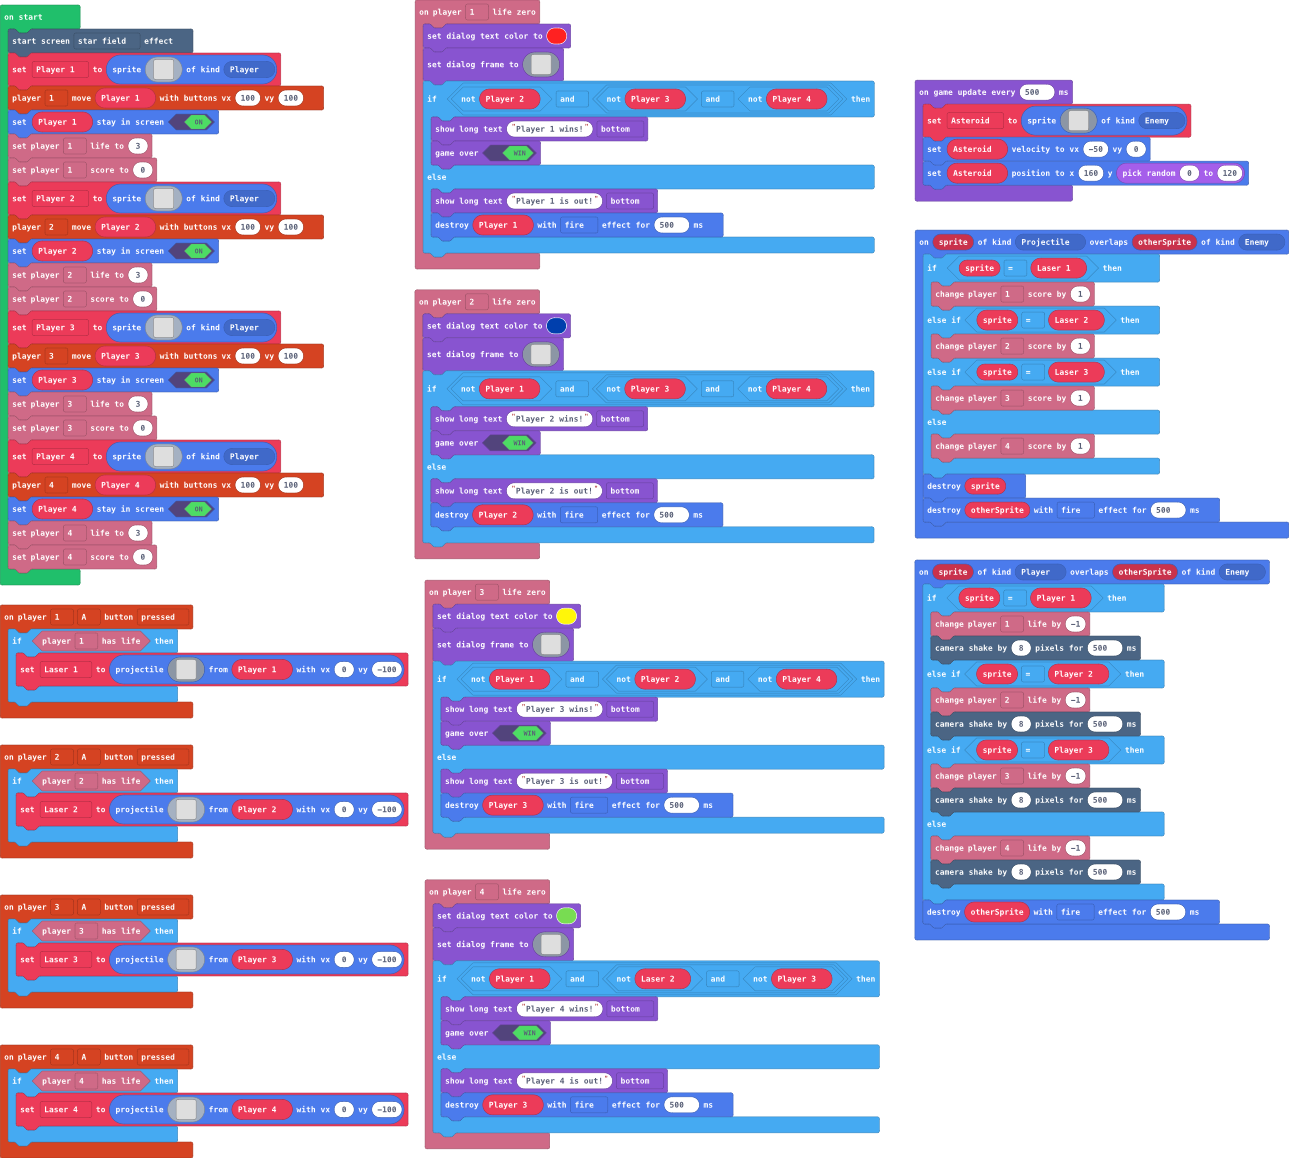 on start
start screen star field effect
set Player 1 to sprite of kind Player
player 1 move Player 1 with buttons vx 100 vy 100
set Player 1 stay in screen ON
set player 1 life to 3
set player 1 score to 0
set Player 2 to sprite of kind Player
player 2 move Player 2 with buttons vx 100 vy 100
set Player 2 stay in screen ON
set player 2 life to 3
set player 2 score to 0
set Player 3 to sprite of kind Player
player 3 move Player 3 with buttons vx 100 vy 100
set Player 3 stay in screen ON
set player 3 life to 3
set player 3 score to 0
set Player 4 to sprite of kind Player
player 4 move Player 4 with buttons vx 100 vy 100
set Player 4 stay in screen ON
set player 4 life to 3
set player 4 score to 0
on player 1 A button pressed
if player 1 has life then
set Laser 1 to projectile from Player 1 with vx 0 vy -100
on player 2 A button pressed
if player 2 has life then
set Laser 2 to projectile from Player 2 with vx 0 vy -100
on player 3 A button pressed
if player 3 has life then
set Laser 3 to projectile from Player 3 with vx 0 vy -100
on player 4 A button pressed
if player 4 has life then
set Laser 4 to projectile from Player 4 with vx 0 vy -100
on player 1 life zero
set dialog text color to
set dialog frame to
if not Player 2 and not Player 3 and not Player 4 then
show long text "Player 1 wins!" bottom
game over WIN
else
show long text "Player 1 is out!" bottom
destroy Player 1 with fire effect for 500 ms
on player 2 life zero
set dialog text color to
set dialog frame to
if not Player 1 and not Player 3 and not Player 4 then
show long text "Player 2 wins!" bottom
game over WIN
else
show long text "Player 2 is out!" bottom
destroy Player 2 with fire effect for 500 ms
on player 3 life zero
set dialog text color to
set dialog frame to
if not Player 1 and not Player 2 and not Player 4 then
show long text "Player 3 wins!" bottom
game over WIN
else
show long text "Player 3 is out!" bottom
destroy Player 3 with fire effect for 500 ms
on player 4 life zero
set dialog text color to
set dialog frame to
if not Player 1 and not Laser 2 and not Player 3 then
show long text "Player 4 wins!" bottom
game over WIN
else
show long text "Player 4 is out!" bottom
destroy Player 3 with fire effect for 500 ms
on game update every 500 ms
set Asteroid to sprite of kind Enemy
set Asteroid velocity to vx -50 vy 0
set Asteroid position to x 160 y pick random 0 to 120
on sprite of kind Projectile overlaps otherSprite of kind Enemy
if sprite = Laser 1 then
change player 1 score by 1
else if sprite = Laser 2 then
change player 2 score by 1
else if sprite = Laser 3 then
change player 3 score by 1
else
change player 4 score by 1
destroy sprite
destroy otherSprite with fire effect for 500 ms
on sprite of kind Player overlaps otherSprite of kind Enemy
if sprite = Player 1 then
change player 1 life by -1
camera shake by 8 pixels for 500 ms
else if sprite = Player 2 then
change player 2 life by -1
camera shake by 8 pixels for 500 ms
else if sprite = Player 3 then
change player 3 life by -1
camera shake by 8 pixels for 500 ms
else
change player 4 life by -1
camera shake by 8 pixels for 500 ms
destroy otherSprite with fire effect for 500 ms